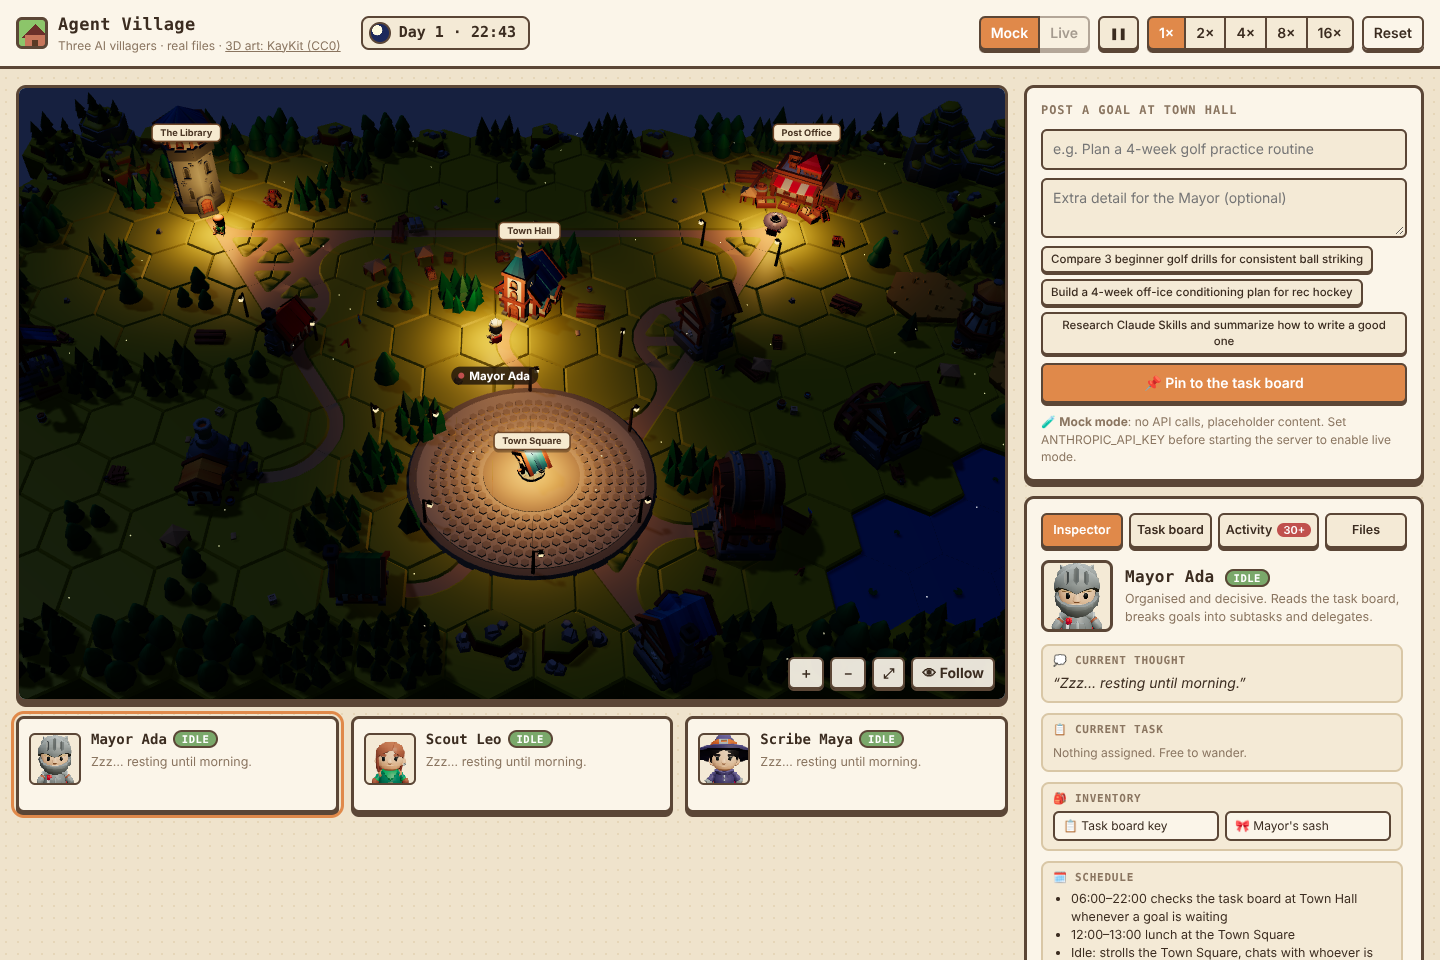 Agent Village
Three AI villagers · real files · 3D art: KayKit (CC0)
Day 1 · 22:43
Mock
Live
1×
2×
4×
8×
16×
Reset
The Library
Post Office
Town Hall
Mayor Ada
Town Square
+
−
Follow
Mayor Ada
IDLE
Zzz… resting until morning.
Scout Leo
IDLE
Zzz… resting until morning.
Scribe Maya
IDLE
Zzz… resting until morning.
POST A GOAL AT TOWN HALL
e.g. Plan a 4-week golf practice routine
Extra detail for the Mayor (optional)
Compare 3 beginner golf drills for consistent ball striking
Build a 4-week off-ice conditioning plan for rec hockey
Research Claude Skills and summarize how to write a good
one
📌 Pin to the task board
🧪 Mock mode: no API calls, placeholder content. Set
ANTHROPIC_API_KEY before starting the server to enable live
mode.
Inspector
Task board
Activity 30+
Files
Mayor Ada IDLE
Organised and decisive. Reads the task board,
breaks goals into subtasks and delegates.
💭 CURRENT THOUGHT
“Zzz… resting until morning.”
📋 CURRENT TASK
Nothing assigned. Free to wander.
🎒 INVENTORY
📋 Task board key
🎀 Mayor's sash
🗓️ SCHEDULE
• 06:00–22:00 checks the task board at Town Hall
whenever a goal is waiting
• 12:00–13:00 lunch at the Town Square
• Idle: strolls the Town Square, chats with whoever is